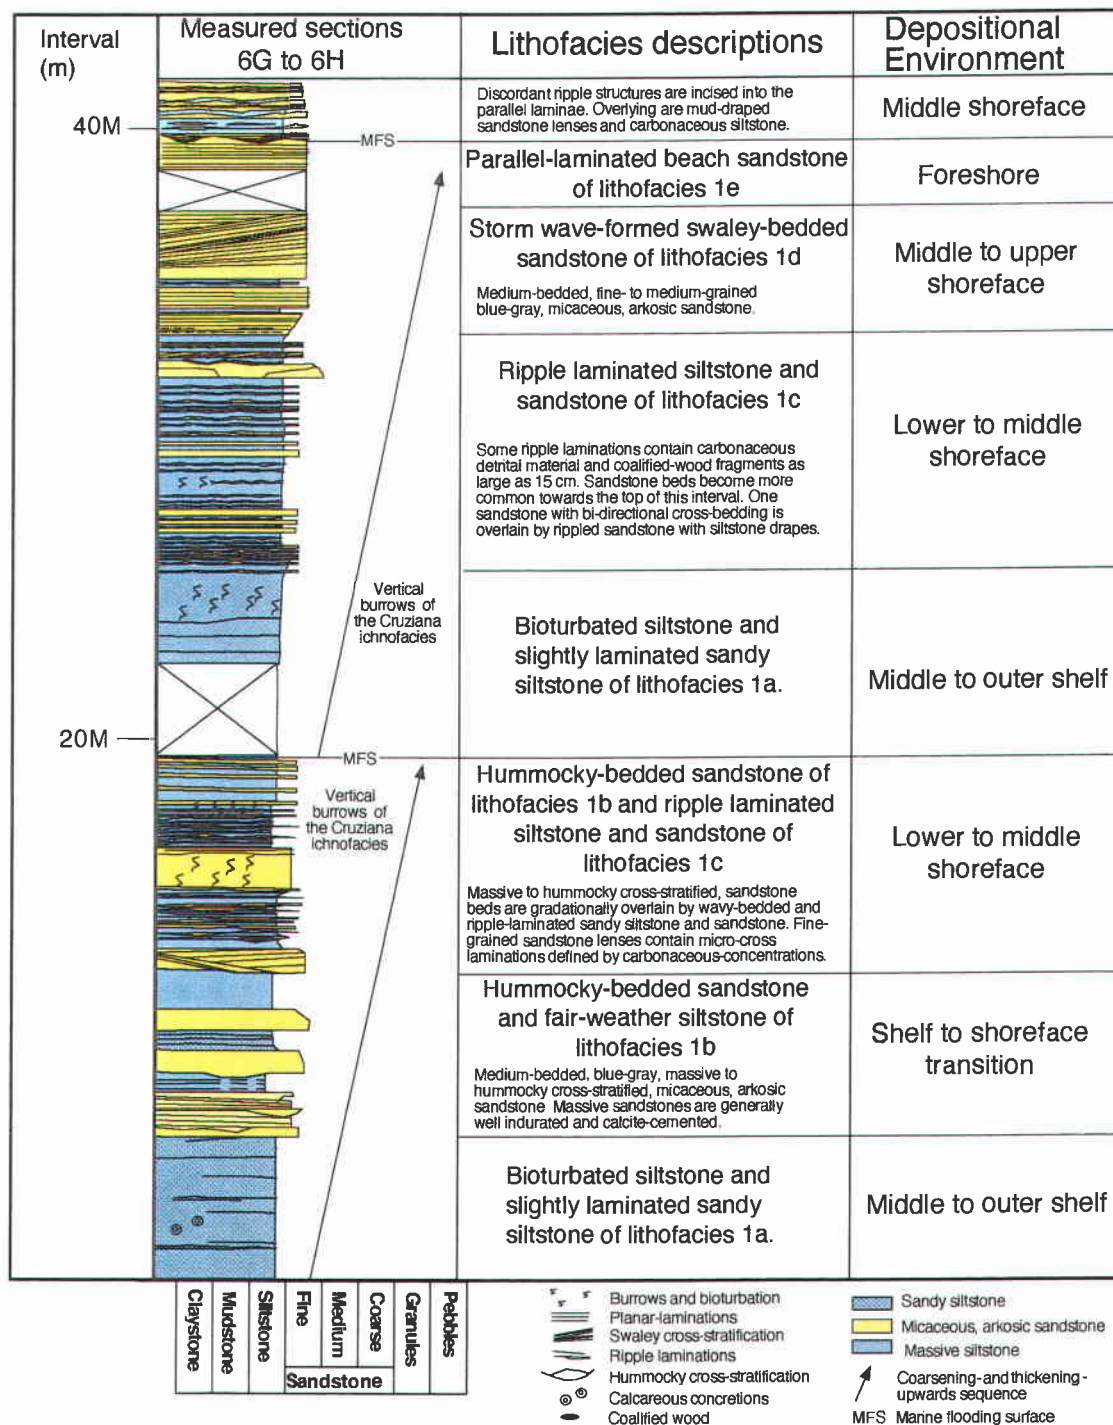 Interval
(m)
Measured sections
6G to 6H
Lithofacies descriptions
Depositional
Environment
40M
MFS
Discordant ripple structures are incised into the
parallel laminae. Overlying are mud-draped
sandstone lenses and carbonaceous siltstone.
Middle shoreface
Parallel-laminated beach sandstone
of lithofacies 1e
Foreshore
Storm wave-formed swaley-bedded
sandstone of lithofacies 1d
Medium-bedded, fine- to medium-grained
blue-gray, micaceous, arkosic sandstone.
Middle to upper
shoreface
Ripple laminated siltstone and
sandstone of lithofacies 1c
Some ripple laminations contain carbonaceous
detrital material and coalified-wood fragments as
large as 15 cm. Sandstone beds become more
common towards the top of this interval. One
sandstone with bi-directional cross-bedding is
overlain by rippled sandstone with siltstone drapes.
Lower to middle
shoreface
Vertical
burrows of
the Cruziana
ichnofacies
Bioturbated siltstone and
slightly laminated sandy
siltstone of lithofacies 1a.
Middle to outer shelf
20M
MFS
Vertical
burrows of
the Cruziana
ichnofacies
Hummocky-bedded sandstone of
lithofacies 1b and ripple laminated
siltstone and sandstone of
lithofacies 1c
Massive to hummocky cross-stratified, sandstone
beds are gradationally overlain by wavy-bedded and
ripple-laminated sandy siltstone and sandstone. Fine-
grained sandstone lenses contain micro-cross
laminations defined by carbonaceous-concentrations.
Lower to middle
shoreface
Hummocky-bedded sandstone
and fair-weather siltstone of
lithofacies 1b
Medium-bedded, blue-gray, massive to
hummocky cross-stratified, micaceous, arkosic
sandstone Massive sandstones are generally
well indurated and calcite-cemented.
Shelf to shoreface
transition
Bioturbated siltstone and
slightly laminated sandy
siltstone of lithofacies 1a.
Middle to outer shelf
Claystone
Mudstone
Siltstone
Fine
Medium
Coarse
Granules
Pebbles
Sandstone
Burrows and bioturbation
Planar-laminations
Swaley cross-stratification
Ripple laminations
Hummocky cross-stratification
Calcareous concretions
Coalified wood
Sandy siltstone
Micaceous, arkosic sandstone
Massive siltstone
Coarsening-and thickening-
upwards sequence
MFS Marine flooding surface